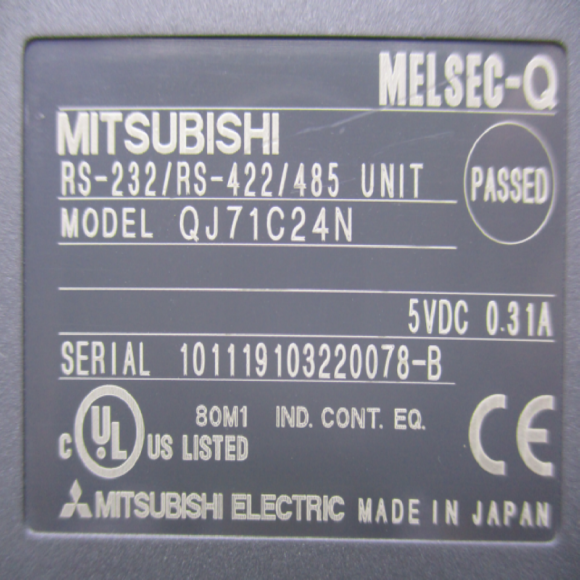 MELSEC-Q
MITSUBISHI
RS-232/RS-422/485 UNIT
PASSED
MODEL QJ71C24N
5VDC 0.31A
SERIAL 101119103220078-B
C UL US LISTED
80M1 IND. CONT. EQ.
CE
MITSUBISHI ELECTRIC MADE IN JAPAN